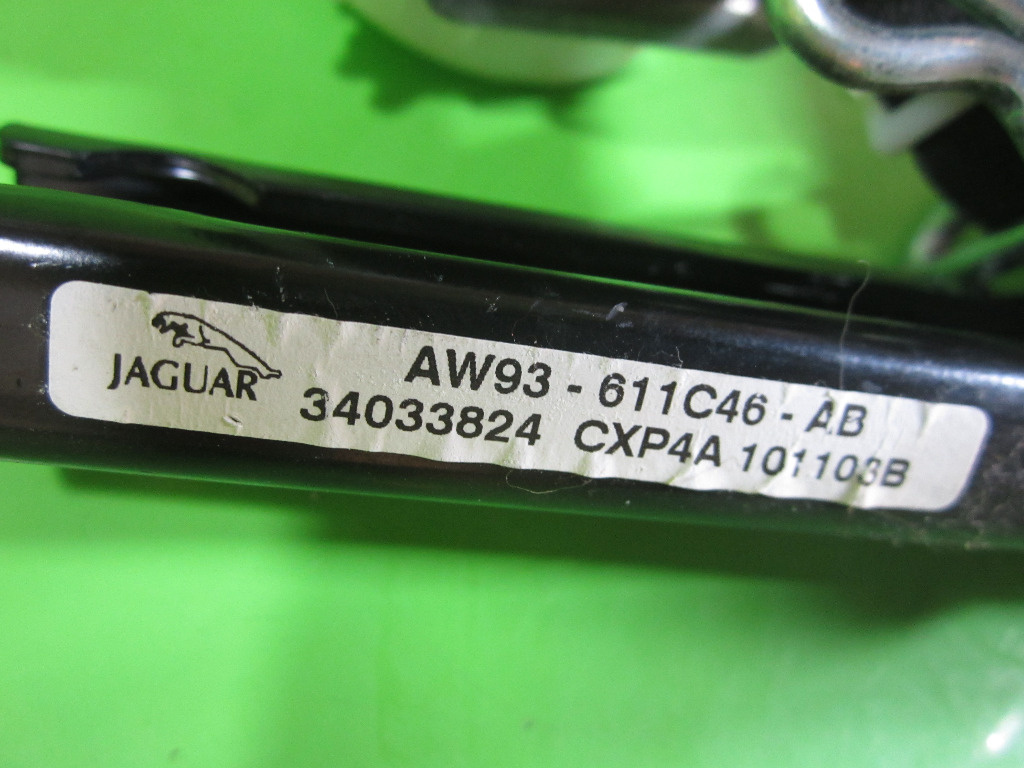 JAGUAR
AW93 - 611C46 - AB
34033824 CXP4A 101103B